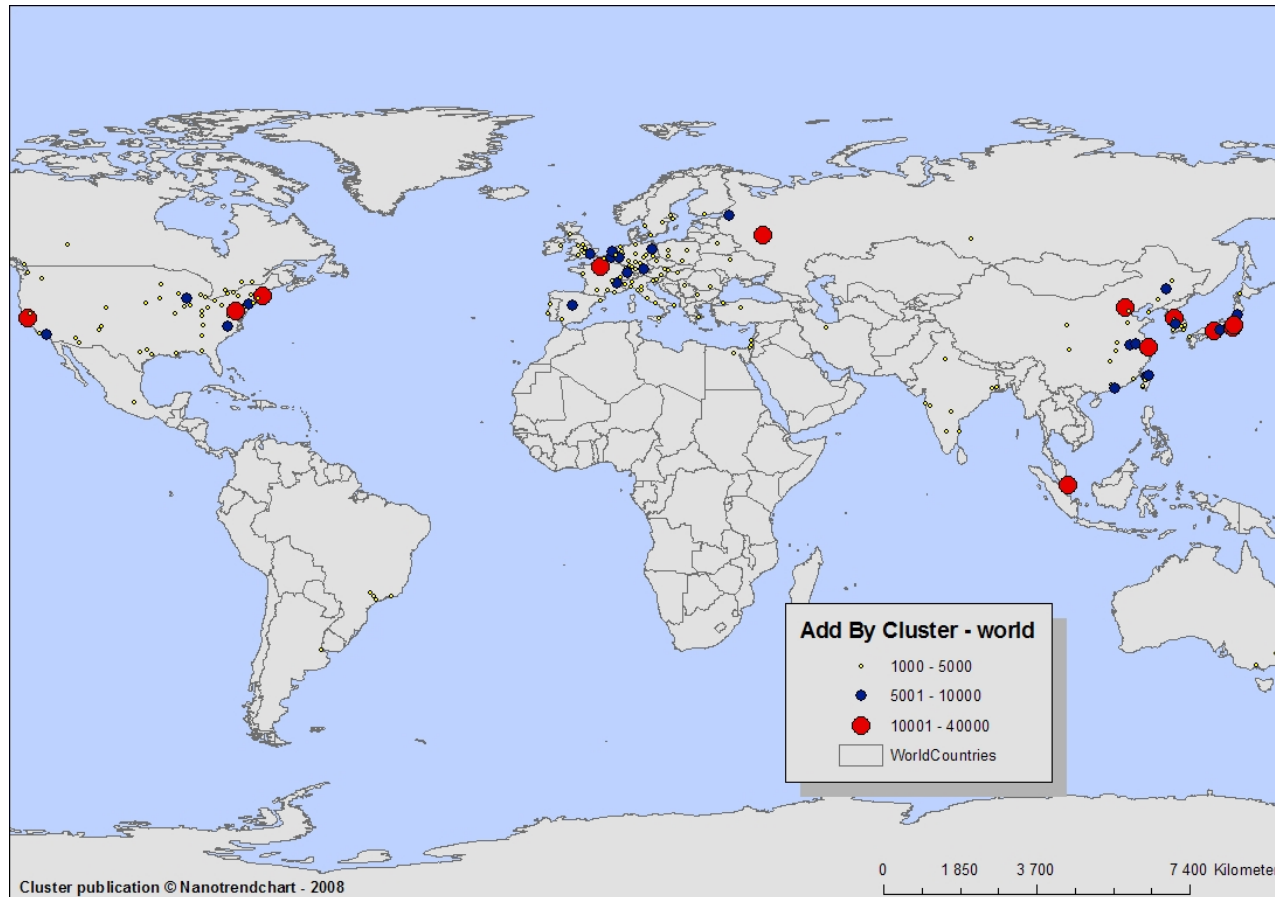 Add By Cluster - world
1000 - 5000
5001 - 10000
10001 - 40000
WorldCountries
0 1 850 3 700 7 400 Kilometer
Cluster publication © Nanotrendchart - 2008